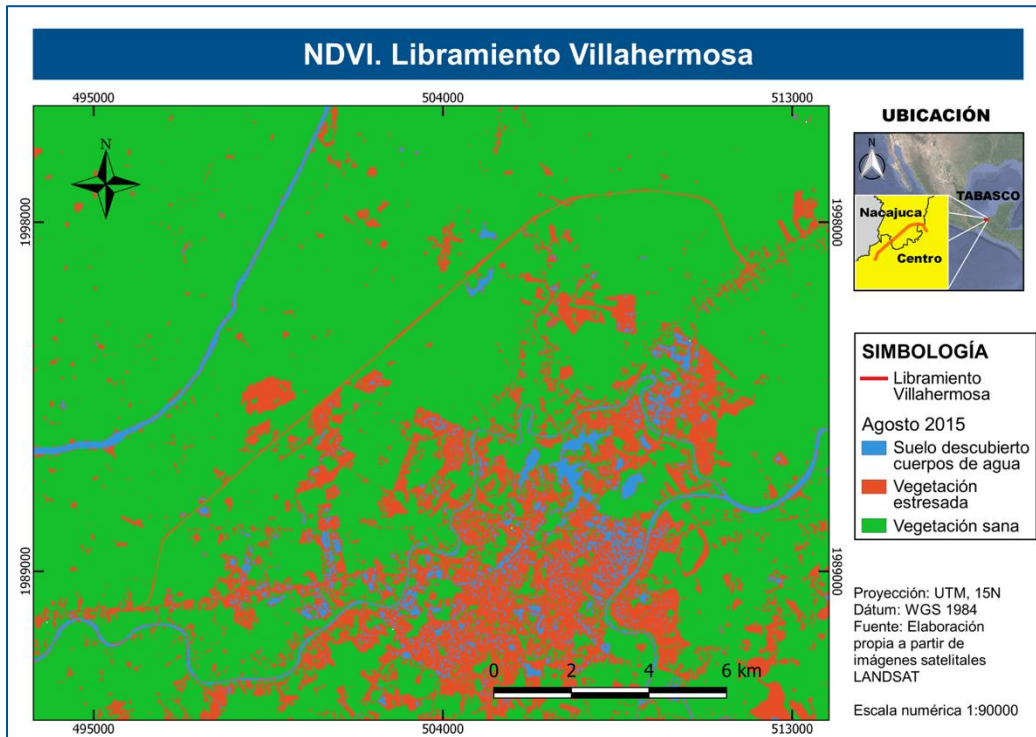 NDVI. Libramiento Villahermosa
495000
504000
513000
N
1998000
1998000
1989000
1989000
0
2
4
6 km
495000
504000
513000
UBICACIÓN
N
TABASCO
Nacajuca
Centro
SIMBOLOGÍA
Libramiento
Villahermosa
Agosto 2015
Suelo descubierto
cuerpos de agua
Vegetación
estresada
Vegetación sana
Proyección: UTM, 15N
Dátum: WGS 1984
Fuente: Elaboración
propia a partir de
imágenes satelitales
LANDSAT
Escala numérica 1:90000